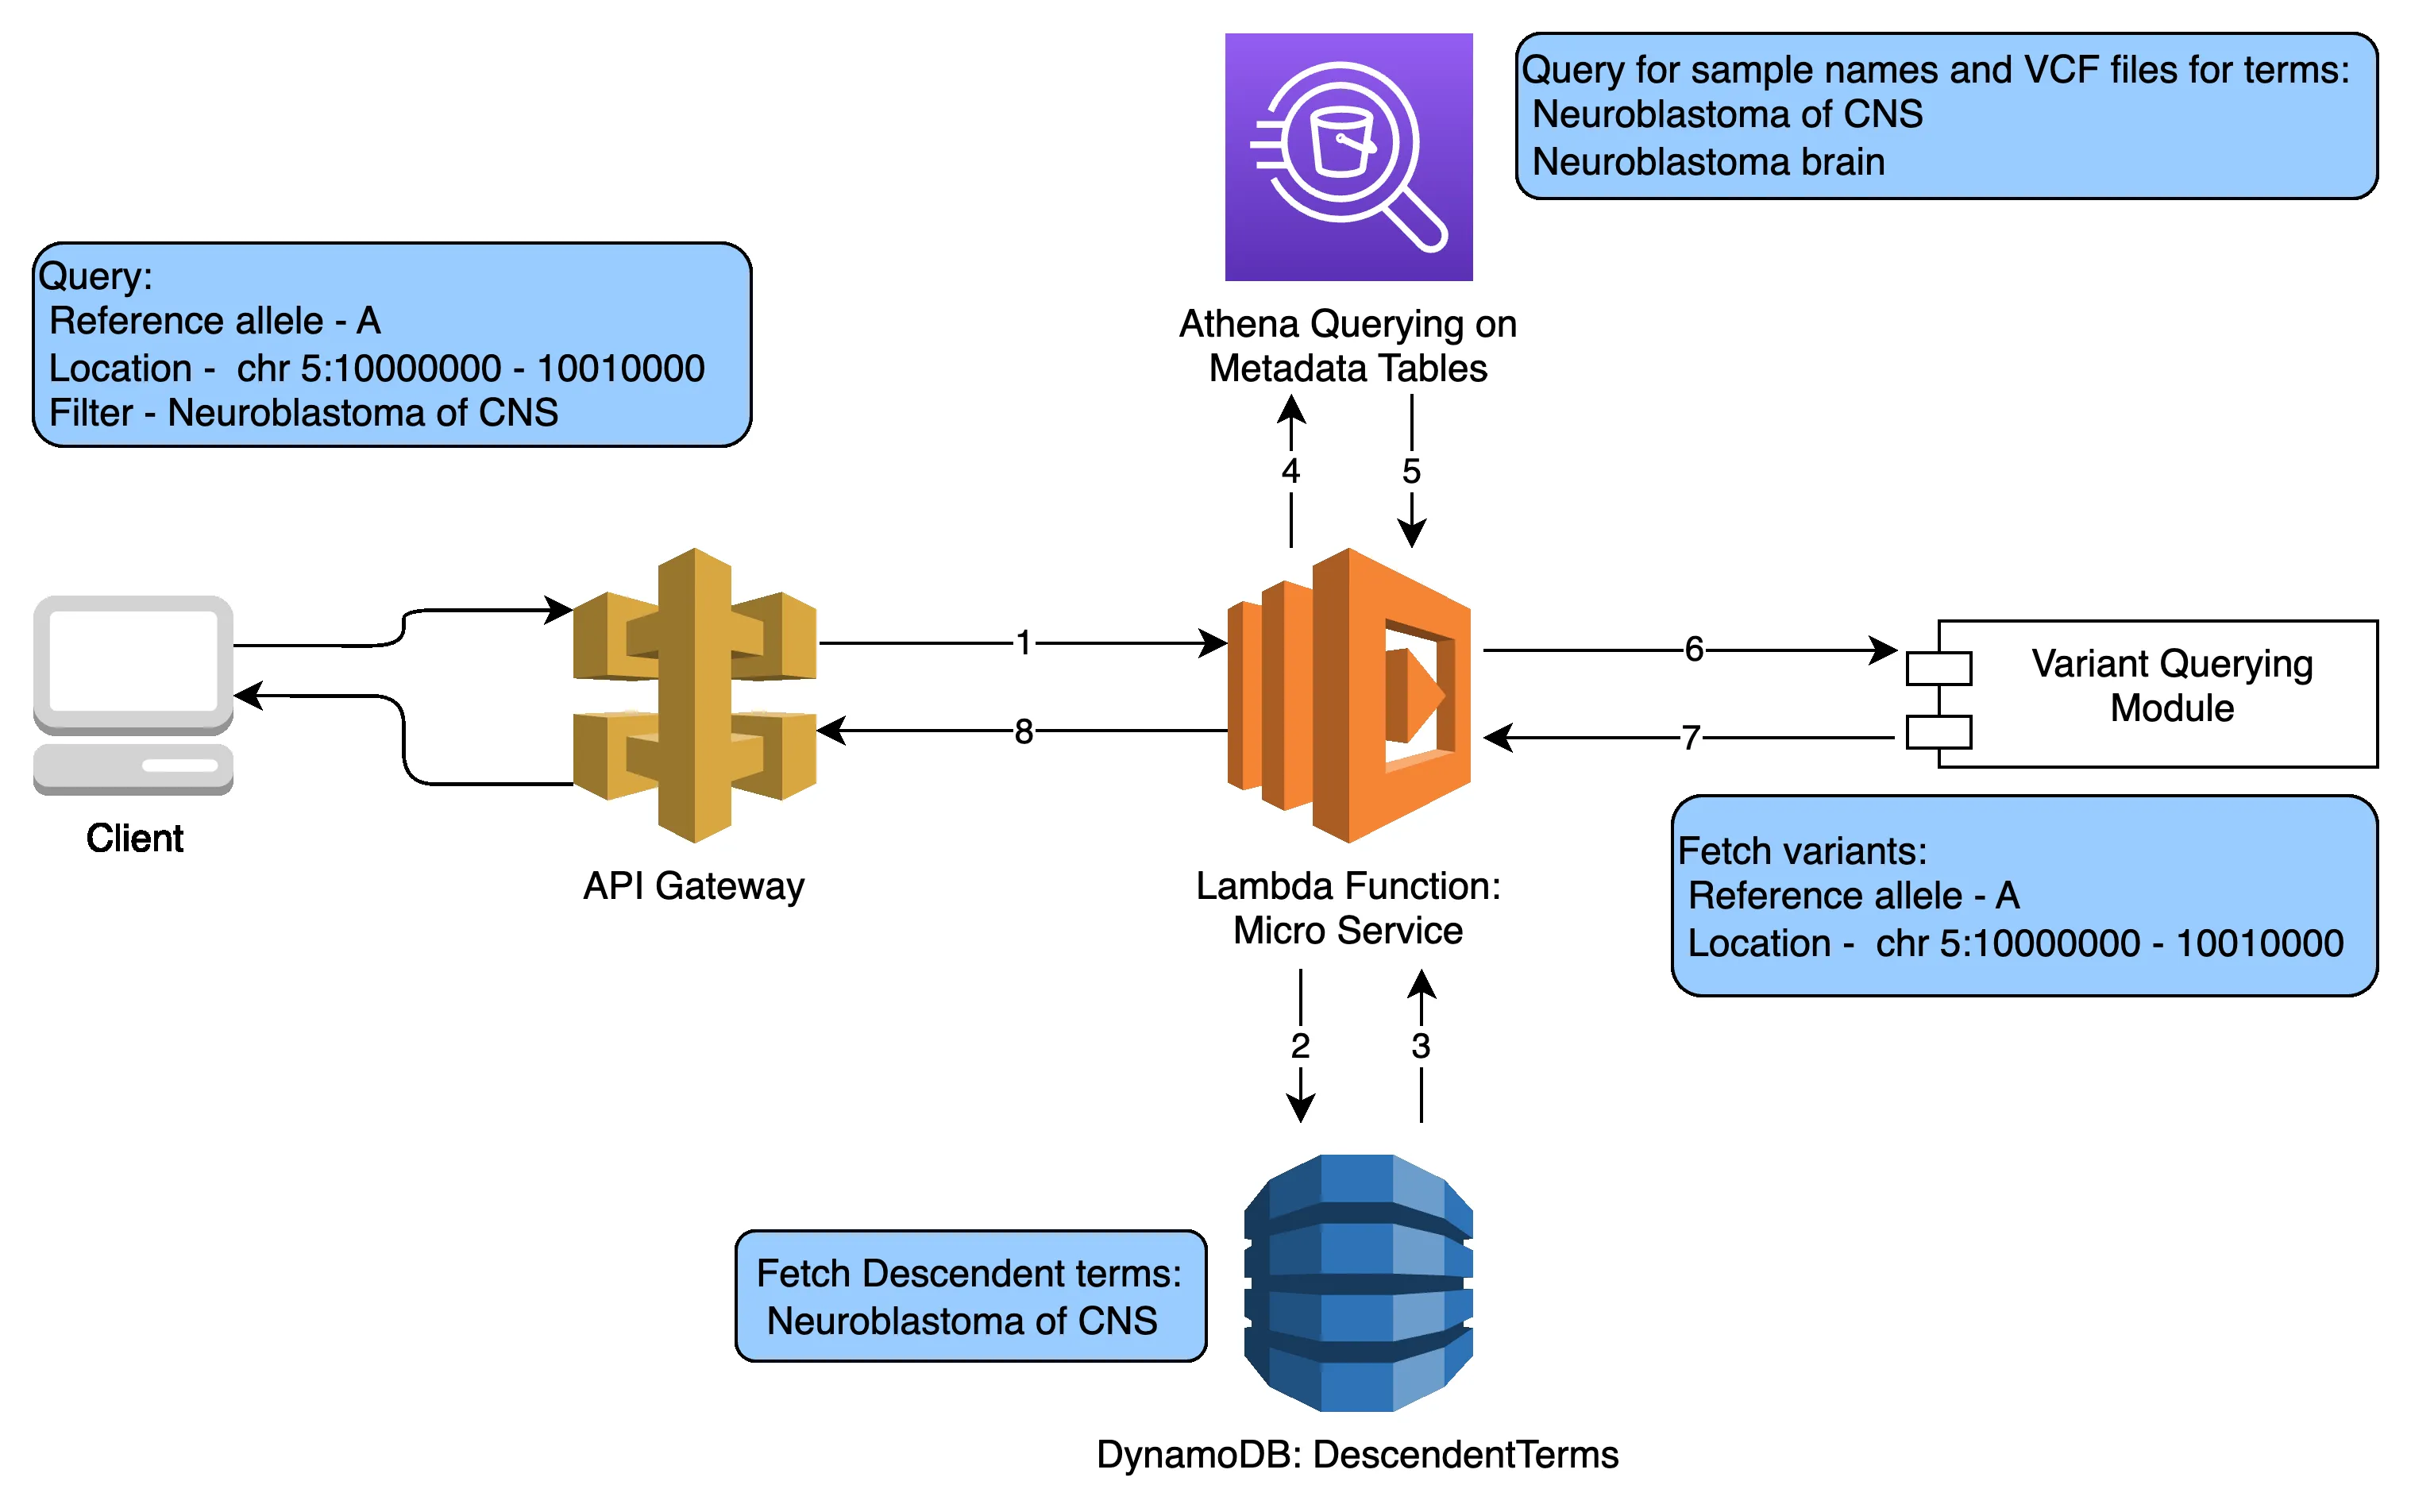 Query for sample names and VCF files for terms:
Neuroblastoma of CNS
Neuroblastoma brain
Query:
Reference allele - A
Location -  chr 5:10000000 - 10010000
Filter - Neuroblastoma of CNS
Athena Querying on
Metadata Tables
4
5
1
8
6
7
Variant Querying
Module
Client
API Gateway
Lambda Function:
Micro Service
Fetch variants:
Reference allele - A
Location -  chr 5:10000000 - 10010000
2
3
Fetch Descendent terms:
Neuroblastoma of CNS
DynamoDB: DescendentTerms